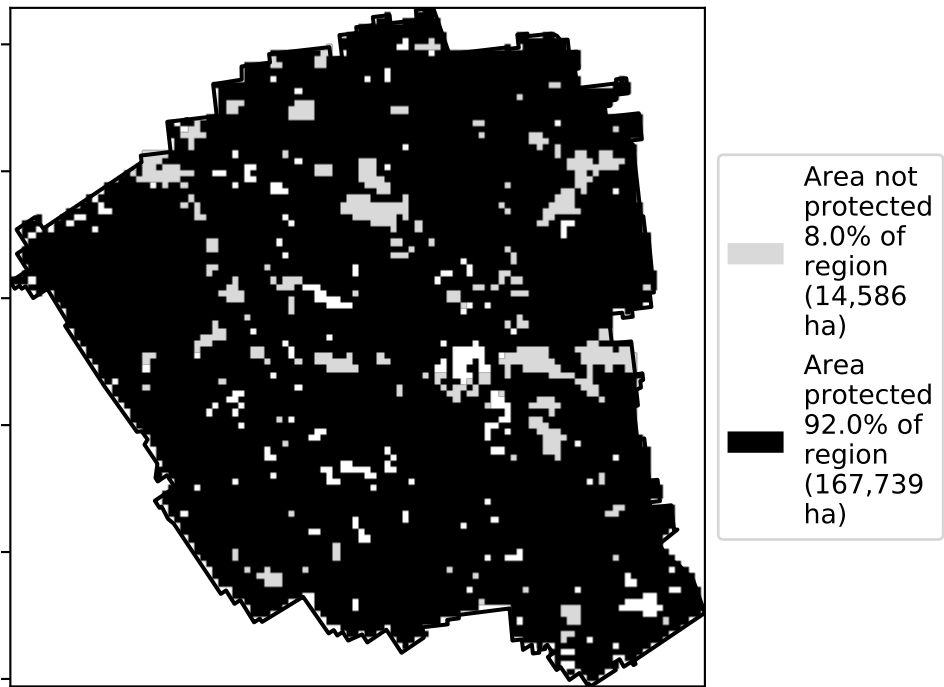 Area not
protected
8.0% of
region
(14,586
ha)
Area
protected
92.0% of
region
(167,739
ha)